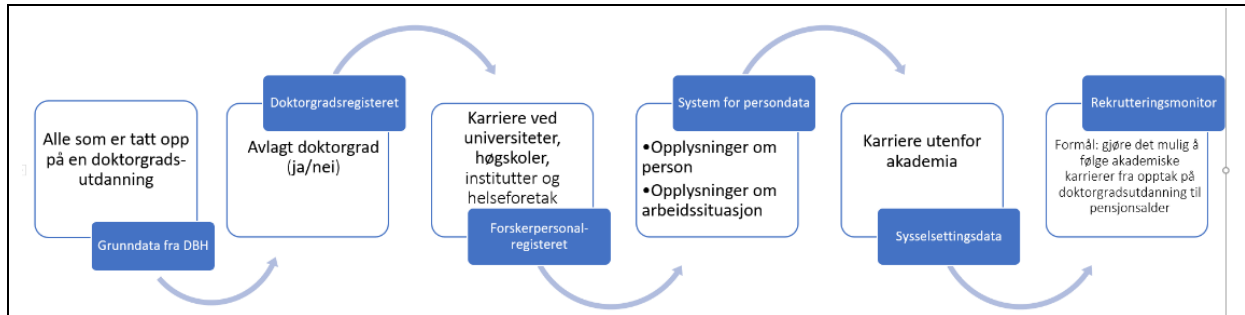 Alle som er tatt opp
på en doktorgrads-
utdanning
Grunndata fra DBH
Doktorgradsregisteret
Avlagt doktorgrad
(ja/nei)
Karriere ved
universiteter,
høgskoler,
institutter og
helseforetak
Forskerpersonal-
registeret
System for persondata
•Opplysninger om
person
•Opplysninger om
arbeidssituasjon
Karriere utenfor
akademia
Sysselsettingsdata
Rekrutteringsmonitor
Formål: gjøre det mulig å
følge akademiske
karrierer fra opptak på
doktorgradsutdanning til
pensjonsalder